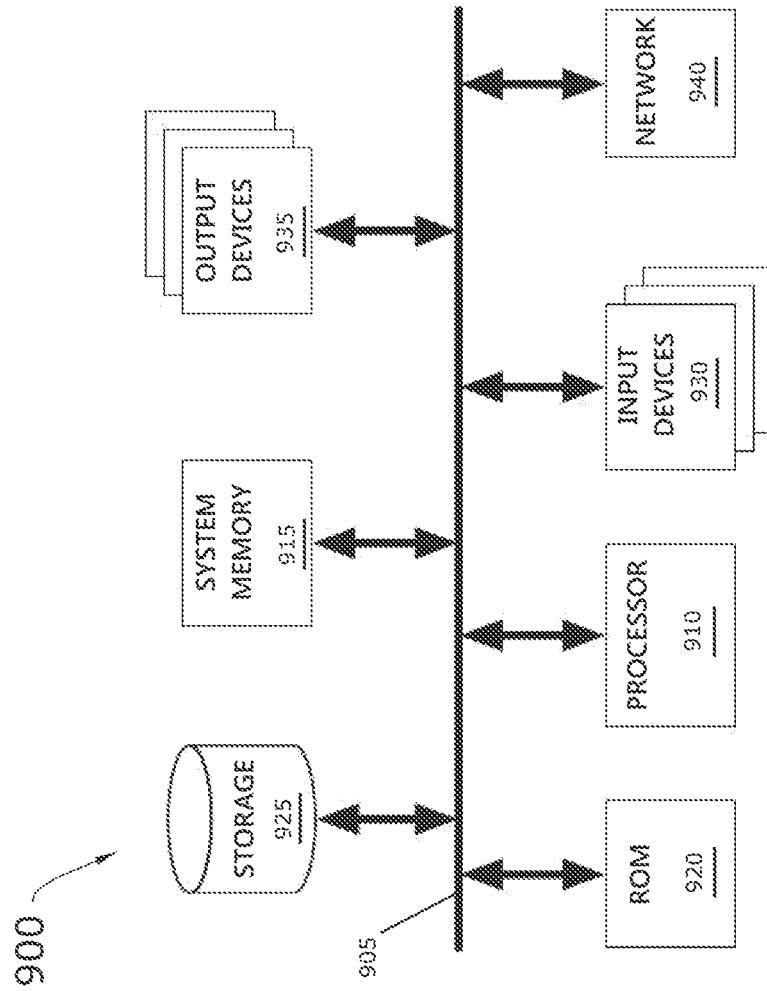 900
STORAGE
925
SYSTEM
MEMORY
915
OUTPUT
DEVICES
935
905
ROM
920
PROCESSOR
910
INPUT
DEVICES
930
NETWORK
940